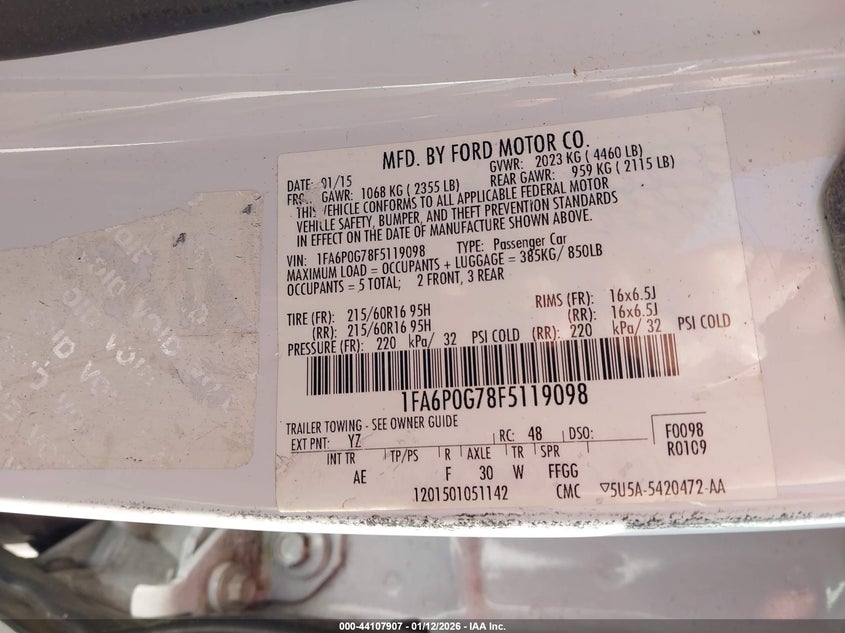 MFD. BY FORD MOTOR CO.
DATE: 01/15 GVWR: 2023 KG ( 4460 LB)
GAWR: 1068 KG ( 2355 LB) REAR GAWR: 959 KG ( 2115 LB)
THIS VEHICLE CONFORMS TO ALL APPLICABLE FEDERAL MOTOR
VEHICLE SAFETY, BUMPER, AND THEFT PREVENTION STANDARDS
IN EFFECT ON THE DATE OF MANUFACTURE SHOWN ABOVE.
VIN: 1FA6P0G78F5119098 TYPE: Passenger Car
MAXIMUM LOAD = OCCUPANTS + LUGGAGE = 385KG/ 850LB
OCCUPANTS = 5 TOTAL; 2 FRONT, 3 REAR
TIRE (FR): 215/60R16 95H RIMS (FR): 16x6.5J
(RR): 215/60R16 95H (RR): 16x6.5J
PRESSURE (FR): 220 kPa/ 32 PSI COLD (RR): 220 kPa/ 32 PSI COLD
1FA6P0G78F5119098
TRAILER TOWING - SEE OWNER GUIDE
EXT PNT: YZ RC: 48 DSO: F0098
R0109
INT TR TP/PS R AXLE TR SPR
AE F 30 W FFGG
1201501051142 CMC 5U5A-5420472-AA
VOID VOID VOID
000-44107907 - 01/12/2026 - IAA Inc.